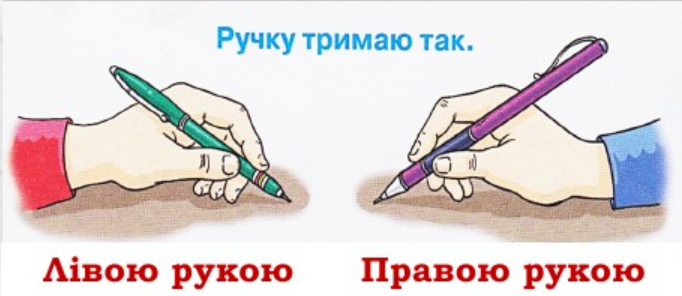 Ручку тримаю так.
Лівою рукою
Правою рукою